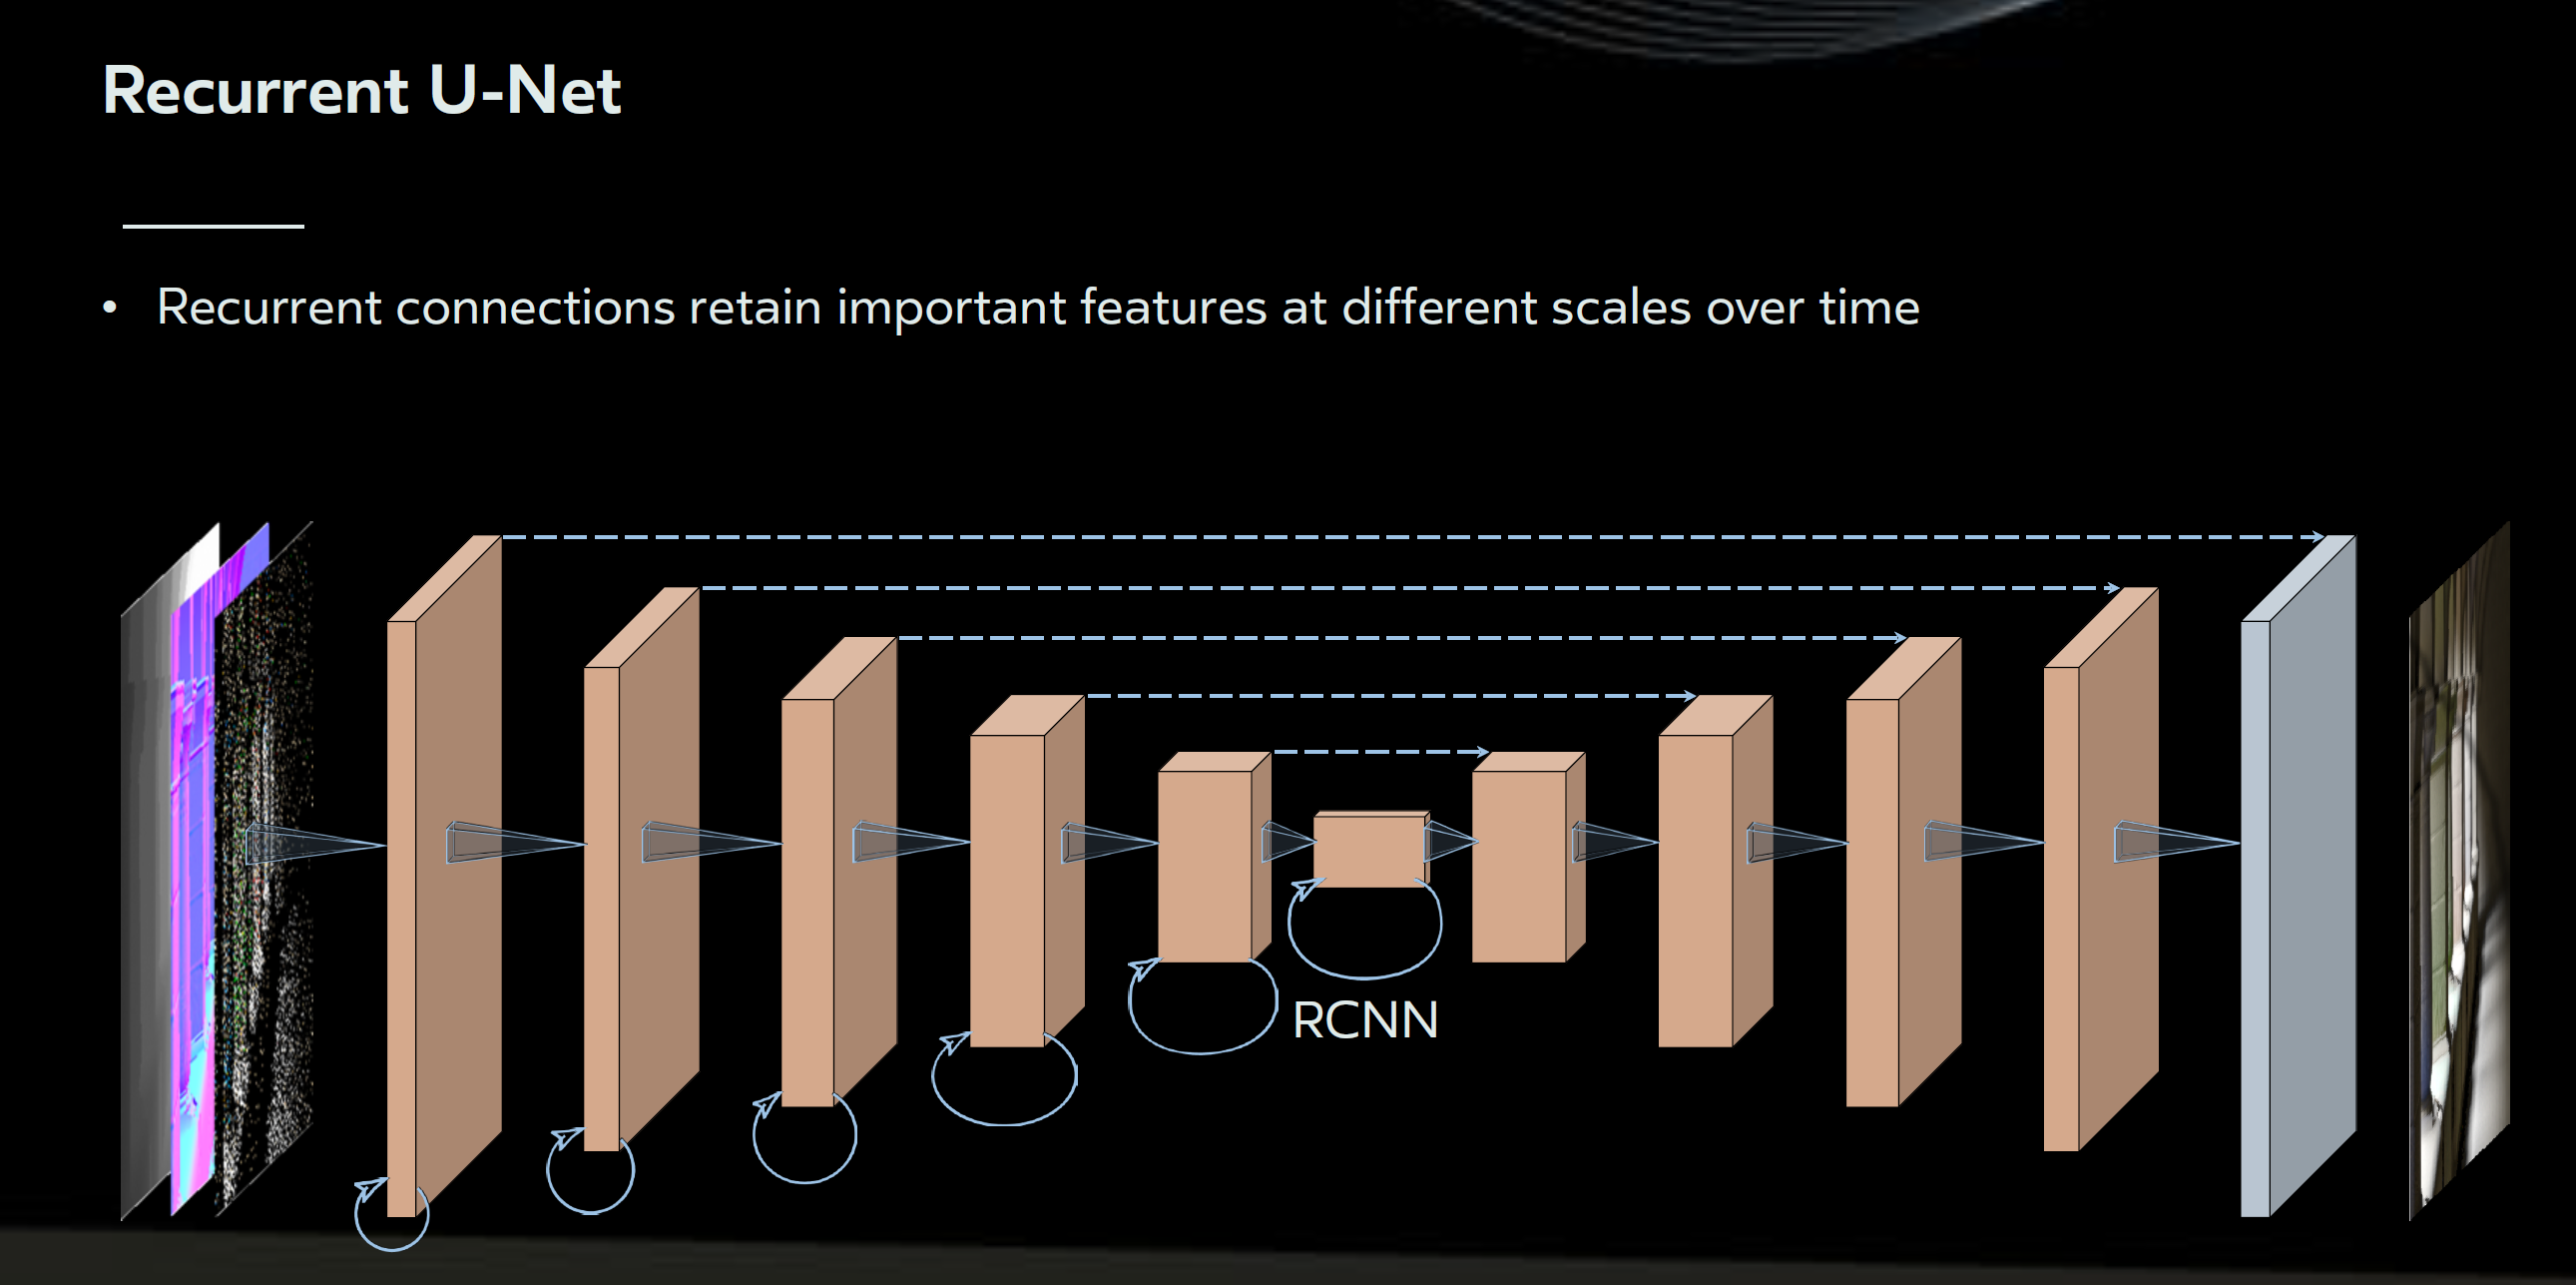 Recurrent U-Net
• Recurrent connections retain important features at different scales over time
RCNN